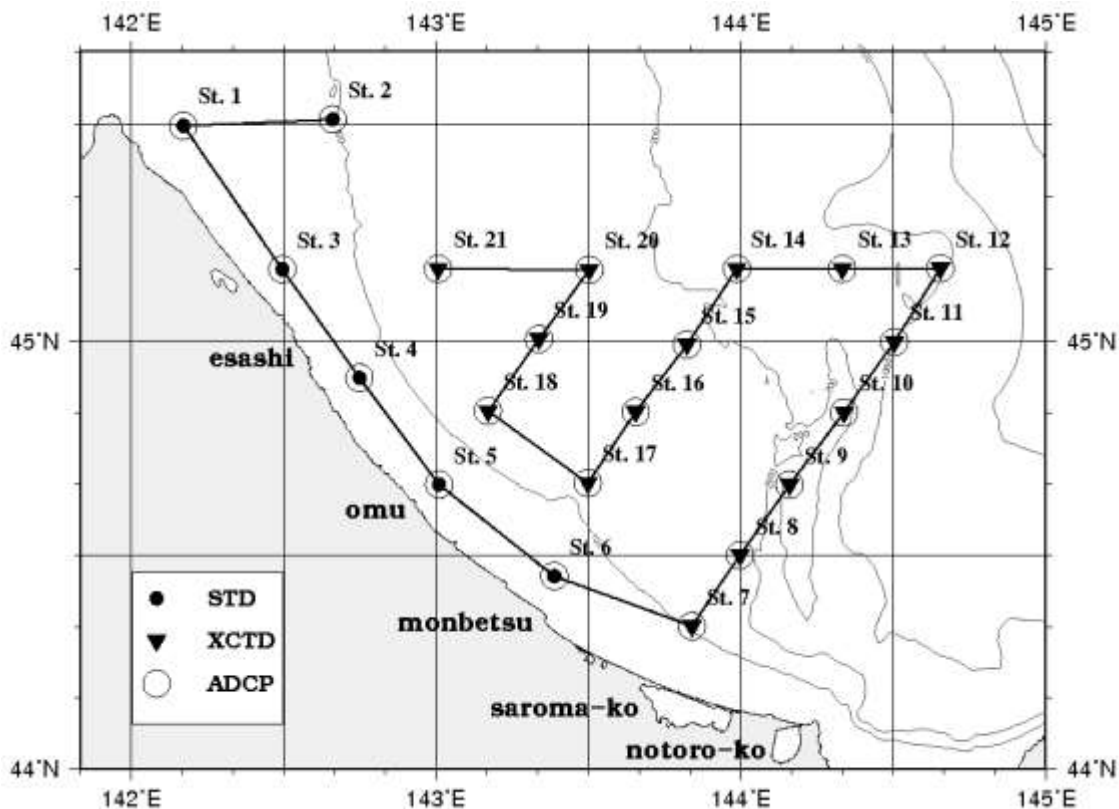 142°E 143°E 144°E 145°E
St. 1 St. 2
St. 3 St. 21 St. 20 St. 14 St. 13 St. 12
St. 19 St. 15 St. 11
45°N 45°N
esashi St. 4 St. 18 St. 16 St. 10
St. 5 St. 17 St. 9
omu
St. 8
St. 6
STD
monbetsu St. 7
XCTD
ADCP
saroma-ko
notoro-ko
44°N 44°N
142°E 143°E 144°E 145°E